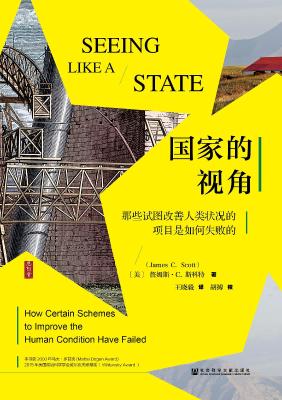 SEEING
LIKE A
STATE
国家的
视角
那些试图改善人类状况的
项目是如何失败的
(James C. Scott)
〔美〕詹姆斯·C. 斯科特 著
王晓毅 译 胡搏 校
How Certain Schemes
to Improve the
Human Condition Have Failed